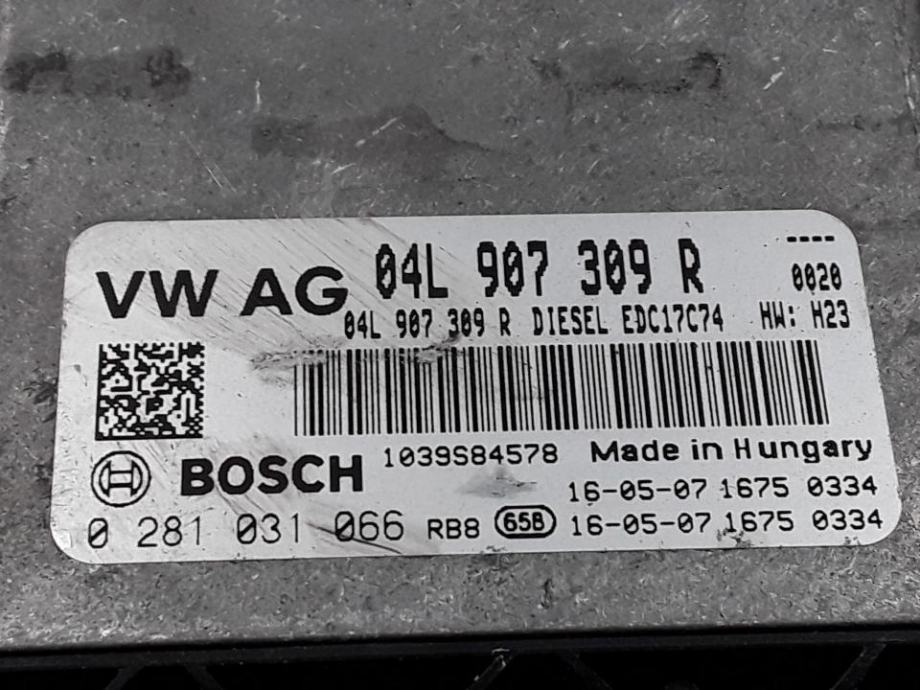 VW AG 04L 907 309 R ----
0020
04L 907 309 R DIESEL EDC17C74 HW: H23
BOSCH 1039S84578 Made in Hungary
16-05-07 1675 0334
0 281 031 066 RB8 65B 16-05-07 1675 0334